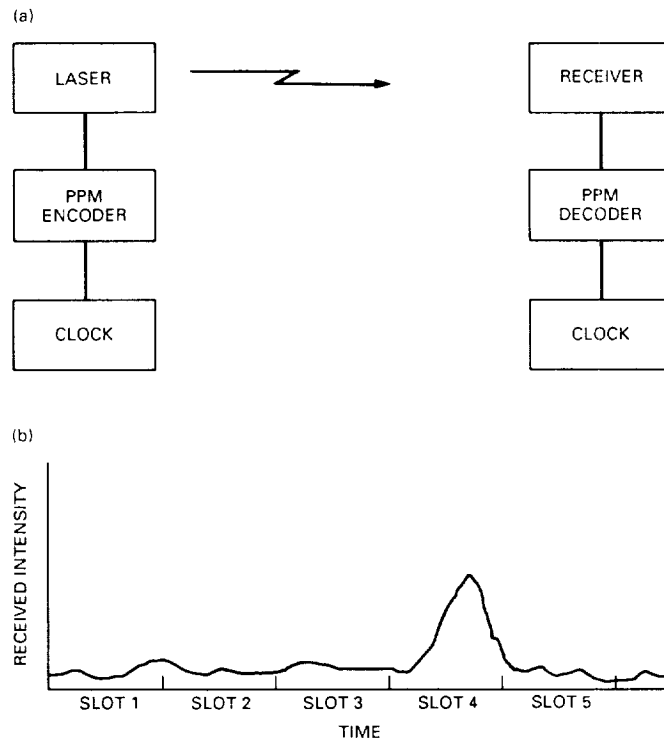 (a)
LASER
RECEIVER
PPM
ENCODER
PPM
DECODER
CLOCK
CLOCK
(b)
RECEIVED INTENSITY
SLOT 1 SLOT 2 SLOT 3 SLOT 4 SLOT 5
TIME